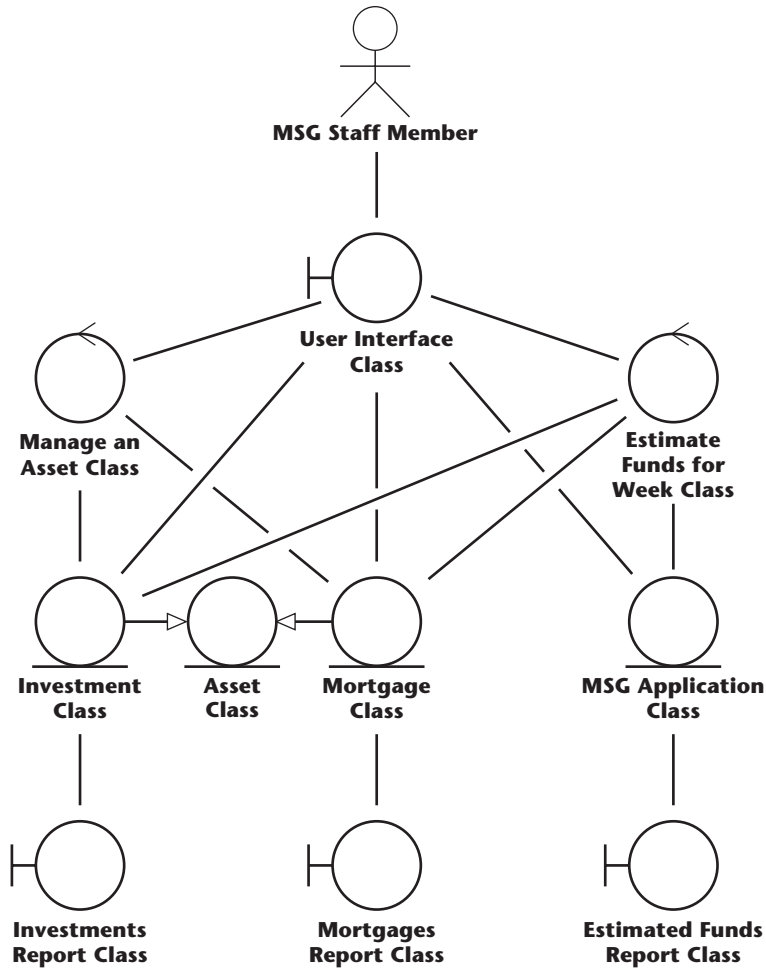 MSG Staff Member
User Interface
Class
Manage an
Asset Class
Estimate
Funds for
Week Class
Investment
Class
Asset
Class
Mortgage
Class
MSG Application
Class
Investments
Report Class
Mortgages
Report Class
Estimated Funds
Report Class